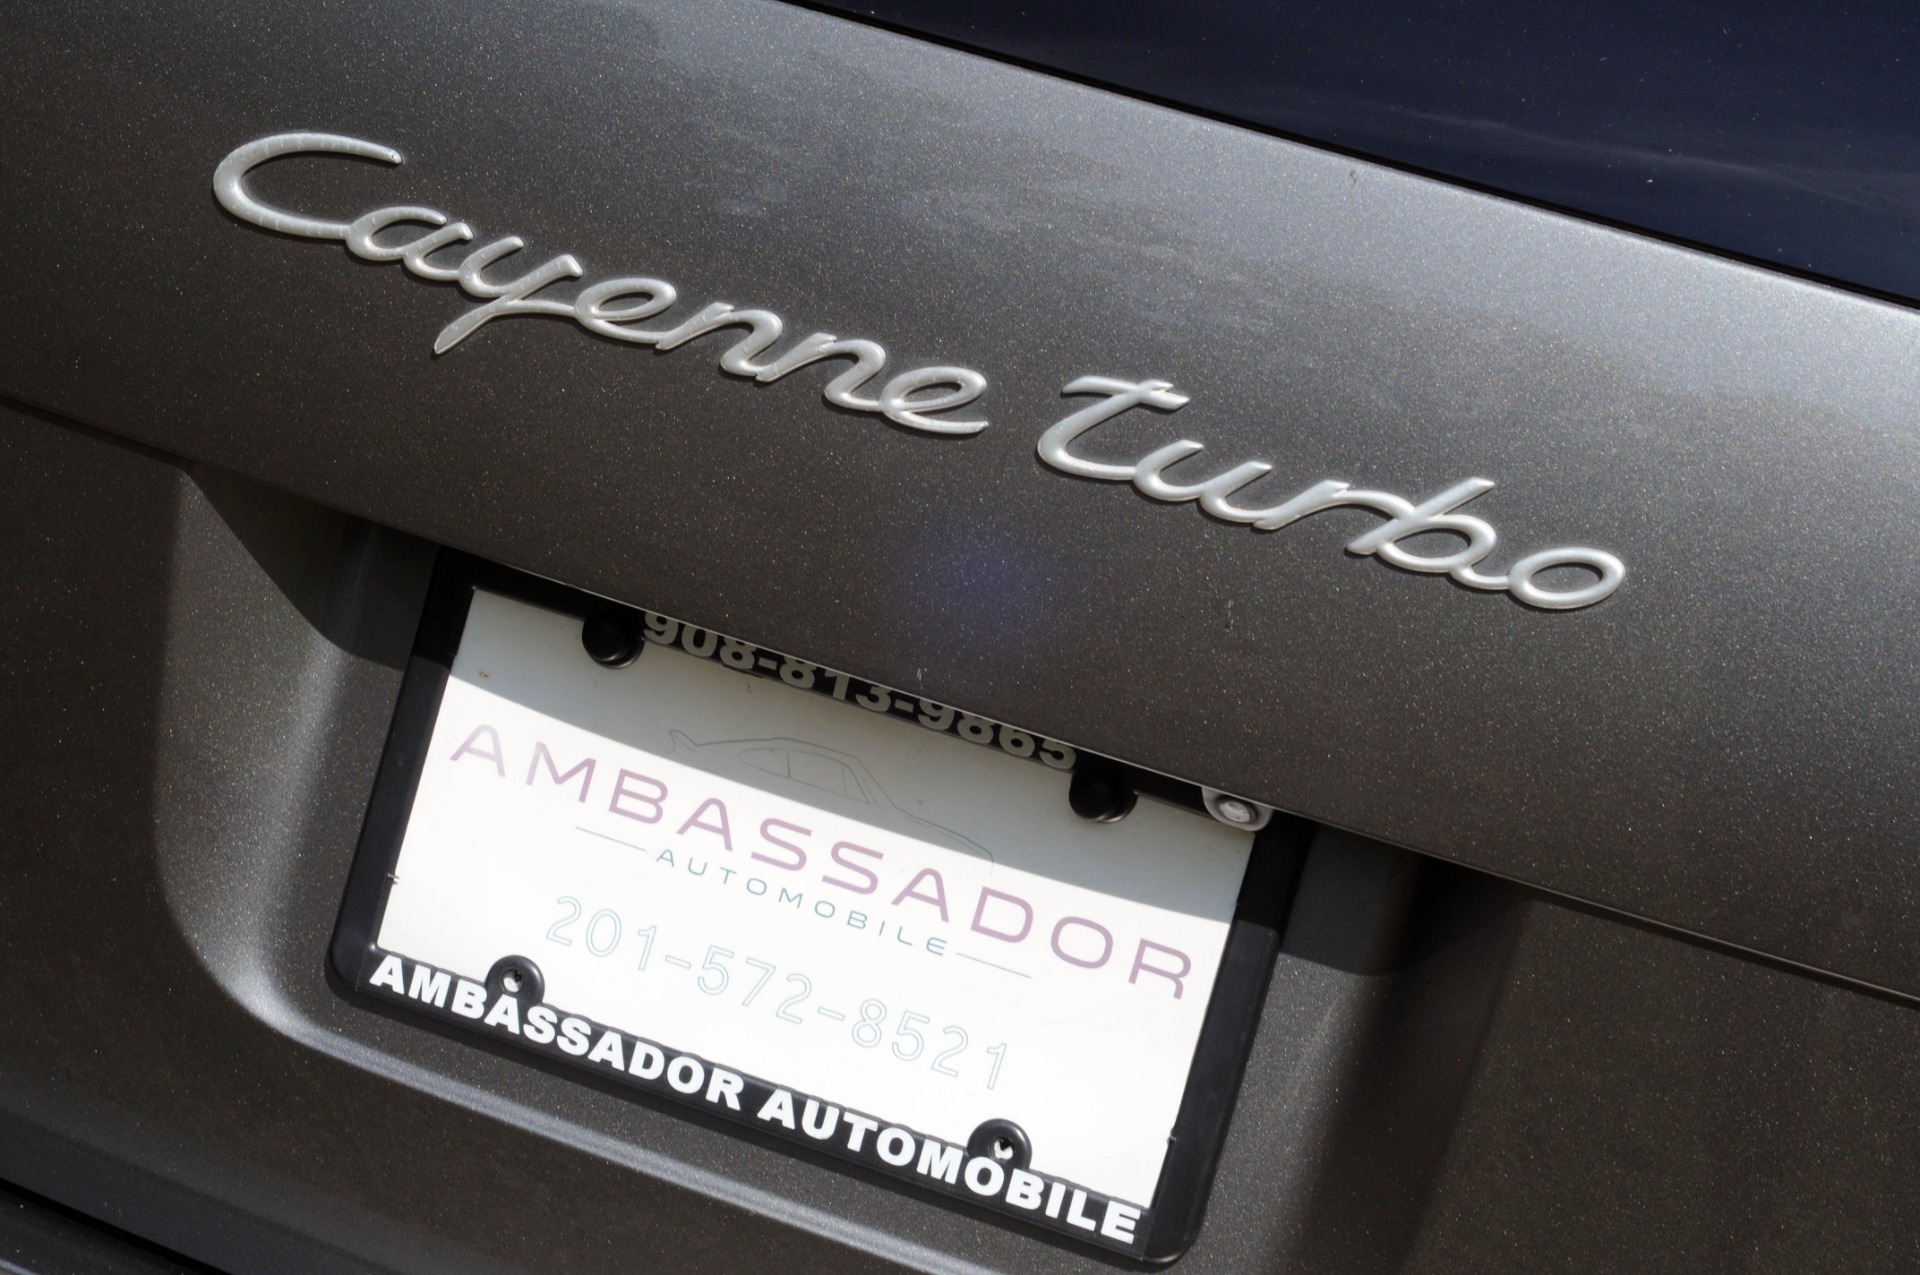 Cayenne turbo
908-813-9865
AMBASSADOR
AUTOMOBILE
201-572-8521
AMBASSADOR AUTOMOBILE